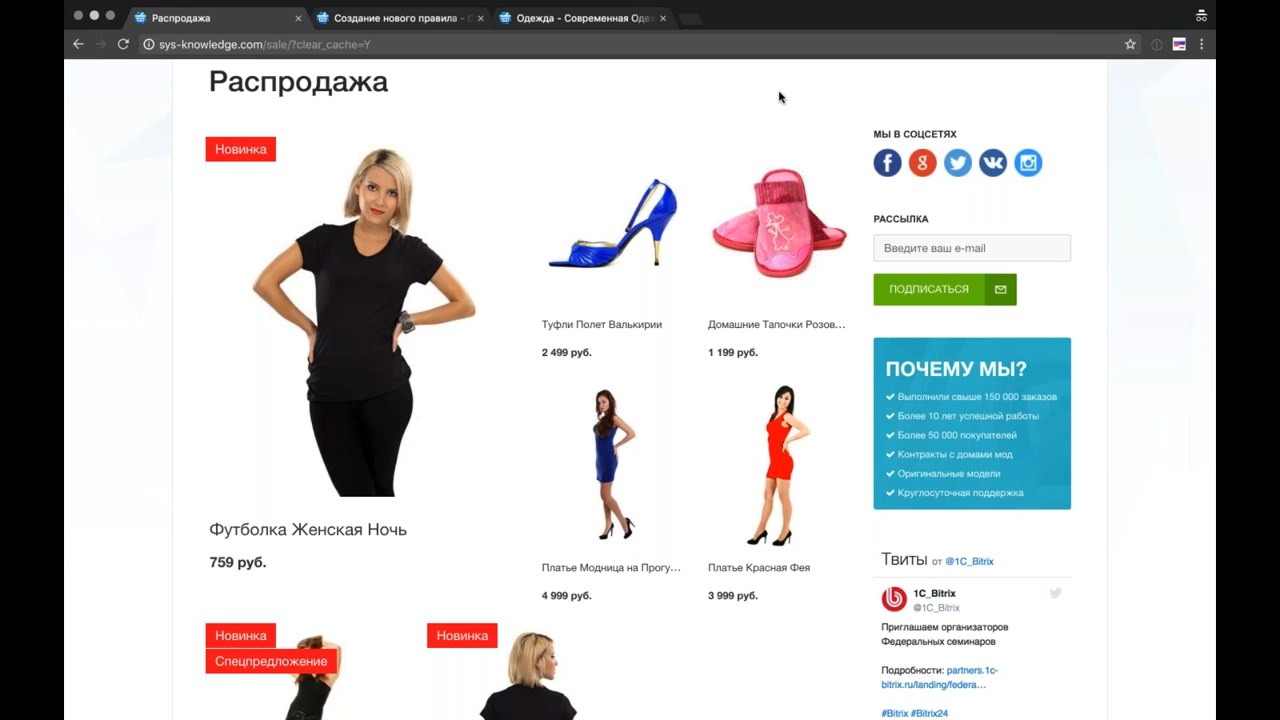 Распродажа
Создание нового правила - С
Одежда - Современная Оде
sys-knowledge.com/sale/?clear_cache=Y
Распродажа
Новинка
Футболка Женская Ночь
759 руб.
Туфли Полет Валькирии
2 499 руб.
Домашние Тапочки Розов...
1 199 руб.
Платье Модница на Прогу...
4 999 руб.
Платье Красная Фея
3 999 руб.
Новинка
Спецпредложение
Новинка
МЫ В СОЦСЕТЯХ
РАССЫЛКА
Введите ваш e-mail
ПОДПИСАТЬСЯ
ПОЧЕМУ МЫ?
Выполнили свыше 150 000 заказов
Более 10 лет успешной работы
Более 50 000 покупателей
Контракты с домами мод
Оригинальные модели
Круглосуточная поддержка
Твиты от @1C_Bitrix
1C_Bitrix
@1C_Bitrix
Приглашаем организаторов
Федеральных семинаров
Подробности: partners.1c-
bitrix.ru/landing/federa...
#Bitrix #Bitrix24